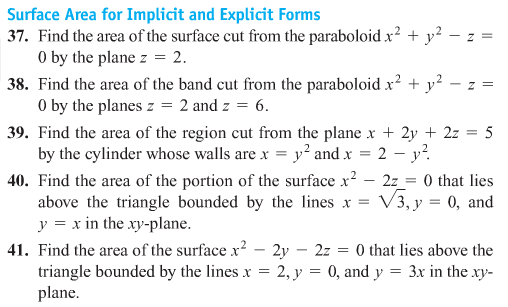 Surface Area for Implicit and Explicit Forms
37. Find the area of the surface cut from the paraboloid x² + y² − z =
0 by the plane z = 2.
38. Find the area of the band cut from the paraboloid x² + y² − z =
0 by the planes z = 2 and z = 6.
39. Find the area of the region cut from the plane x + 2y + 2z = 5
by the cylinder whose walls are x = y² and x = 2 − y².
40. Find the area of the portion of the surface x² − 2z = 0 that lies
above the triangle bounded by the lines x = √3, y = 0, and
y = x in the xy-plane.
41. Find the area of the surface x² − 2y − 2z = 0 that lies above the
triangle bounded by the lines x = 2, y = 0, and y = 3x in the xy-
plane.